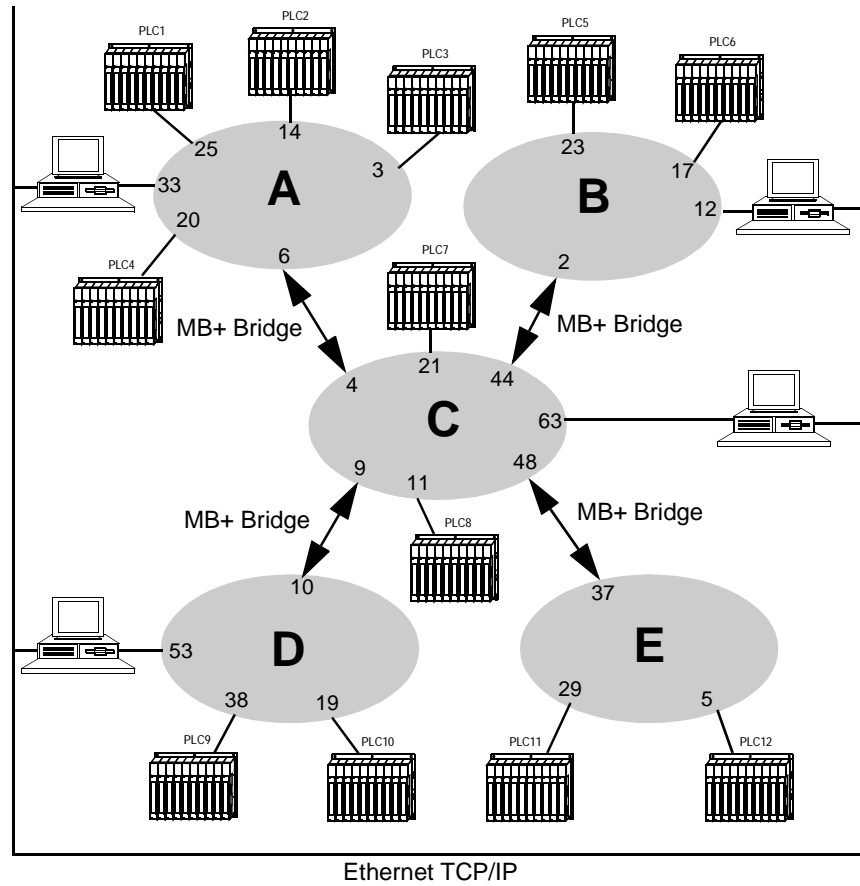 PLC1
PLC2
PLC3
PLC5
PLC6
25
14
3
33
A
20
6
PLC4
23
17
B
12
2
PLC7
MB+ Bridge
MB+ Bridge
4
21
44
C
63
9
11
48
MB+ Bridge
MB+ Bridge
PLC8
10
37
53
D
E
38
19
29
5
PLC9
PLC10
PLC11
PLC12
Ethernet TCP/IP